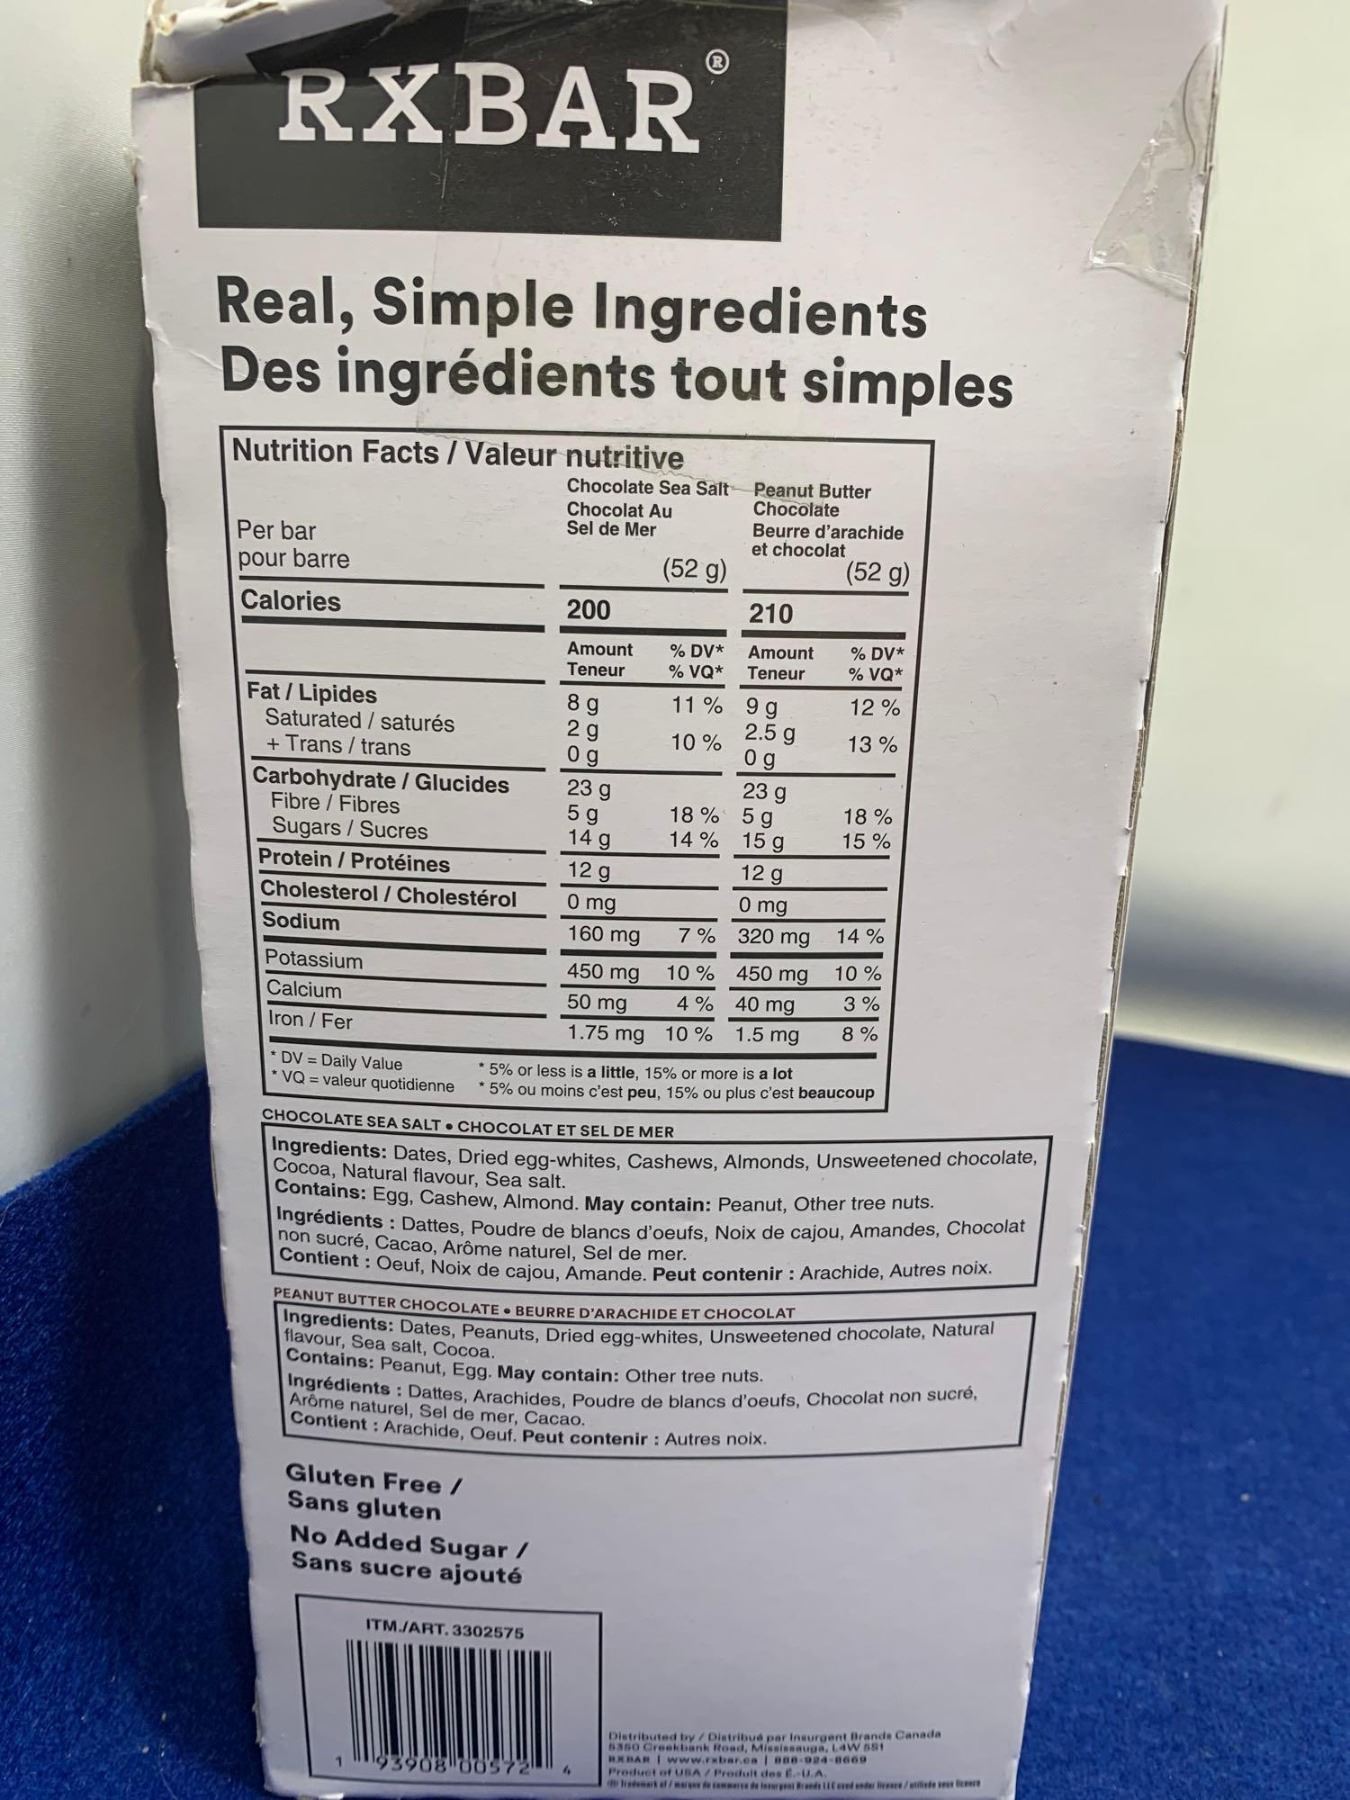 RXBAR®
Real, Simple Ingredients
Des ingrédients tout simples
Nutrition Facts / Valeur nutritive
Chocolate Sea Salt Peanut Butter
Chocolat Au Chocolate
Per bar Sel de Mer Beurre d'arachide
pour barre et chocolat
(52 g) (52 g)
Calories 200 210
Amount % DV* Amount % DV*
Teneur % VQ* Teneur % VQ*
Fat / Lipides 8 g 11 % 9 g 12 %
Saturated / saturés 2 g 10 % 2.5 g 13 %
+ Trans / trans 0 g 0 g
Carbohydrate / Glucides 23 g 23 g
Fibre / Fibres 5 g 18 % 5 g 18 %
Sugars / Sucres 14 g 14 % 15 g 15 %
Protein / Protéines 12 g 12 g
Cholesterol / Cholestérol 0 mg 0 mg
Sodium 160 mg 7 % 320 mg 14 %
Potassium 450 mg 10 % 450 mg 10 %
Calcium 50 mg 4 % 40 mg 3 %
Iron / Fer 1.75 mg 10 % 1.5 mg 8 %
* DV = Daily Value * 5% or less is a little, 15% or more is a lot
* VQ = valeur quotidienne * 5% ou moins c'est peu, 15% ou plus c'est beaucoup
CHOCOLATE SEA SALT • CHOCOLAT ET SEL DE MER
Ingredients: Dates, Dried egg-whites, Cashews, Almonds, Unsweetened chocolate,
Cocoa, Natural flavour, Sea salt.
Contains: Egg, Cashew, Almond. May contain: Peanut, Other tree nuts.
Ingrédients : Dattes, Poudre de blancs d'oeufs, Noix de cajou, Amandes, Chocolat
non sucré, Cacao, Arôme naturel, Sel de mer.
Contient : Oeuf, Noix de cajou, Amande. Peut contenir : Arachide, Autres noix.
PEANUT BUTTER CHOCOLATE • BEURRE D'ARACHIDE ET CHOCOLAT
Ingredients: Dates, Peanuts, Dried egg-whites, Unsweetened chocolate, Natural
flavour, Sea salt, Cocoa.
Contains: Peanut, Egg. May contain: Other tree nuts.
Ingrédients : Dattes, Arachides, Poudre de blancs d'oeufs, Chocolat non sucré,
Arôme naturel, Sel de mer, Cacao.
Contient : Arachide, Oeuf. Peut contenir : Autres noix.
Gluten Free /
Sans gluten
No Added Sugar /
Sans sucre ajouté
ITM./ART. 3302575
1 93908 00572 4
Distributed by / Distribué par Insurgent Brands Canada
5350 Creekbank Road, Mississauga, L4W 5S1
RXBAR | www.rxbar.ca | 888-924-8669
Product of USA / Produit des É.-U.A.